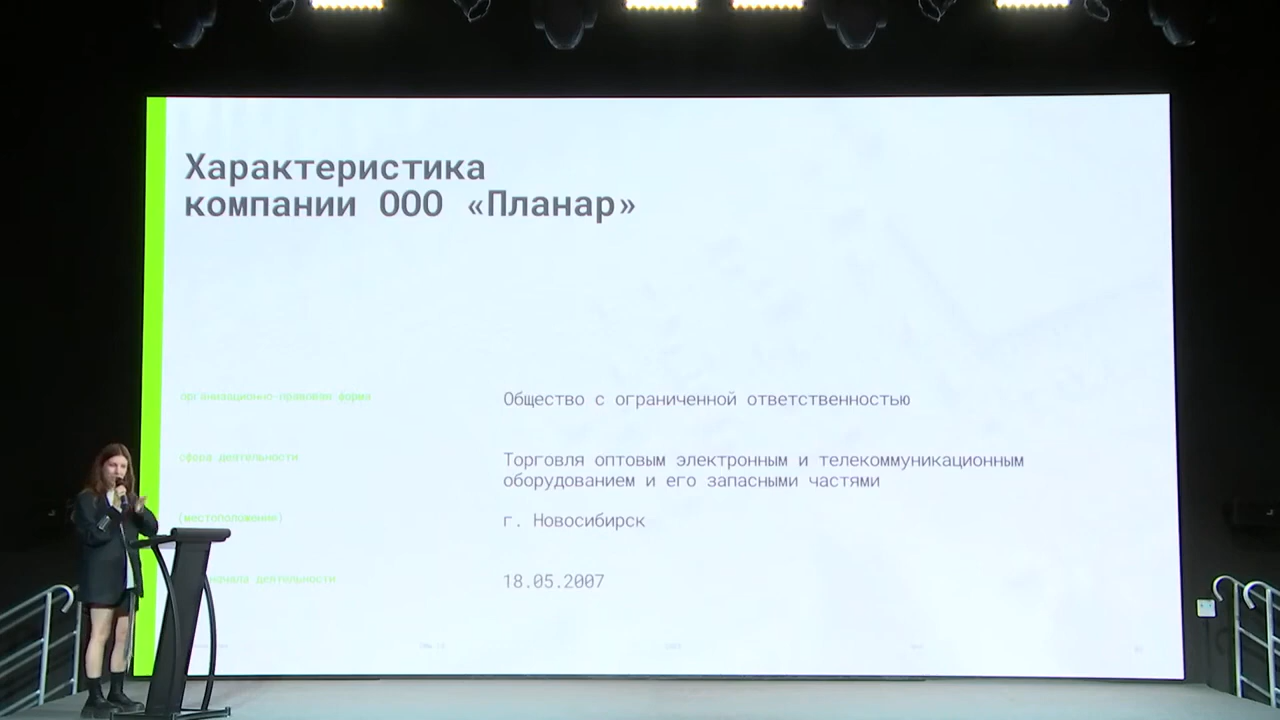 Характеристика
компании ООО «Планар»
организационно-правовая форма
Общество с ограниченной ответственностью
сфера деятельности
Торговля оптовым электронным и телекоммуникационным
оборудованием и его запасными частями
(местоположение)
г. Новосибирск
начала деятельности
18.05.2007